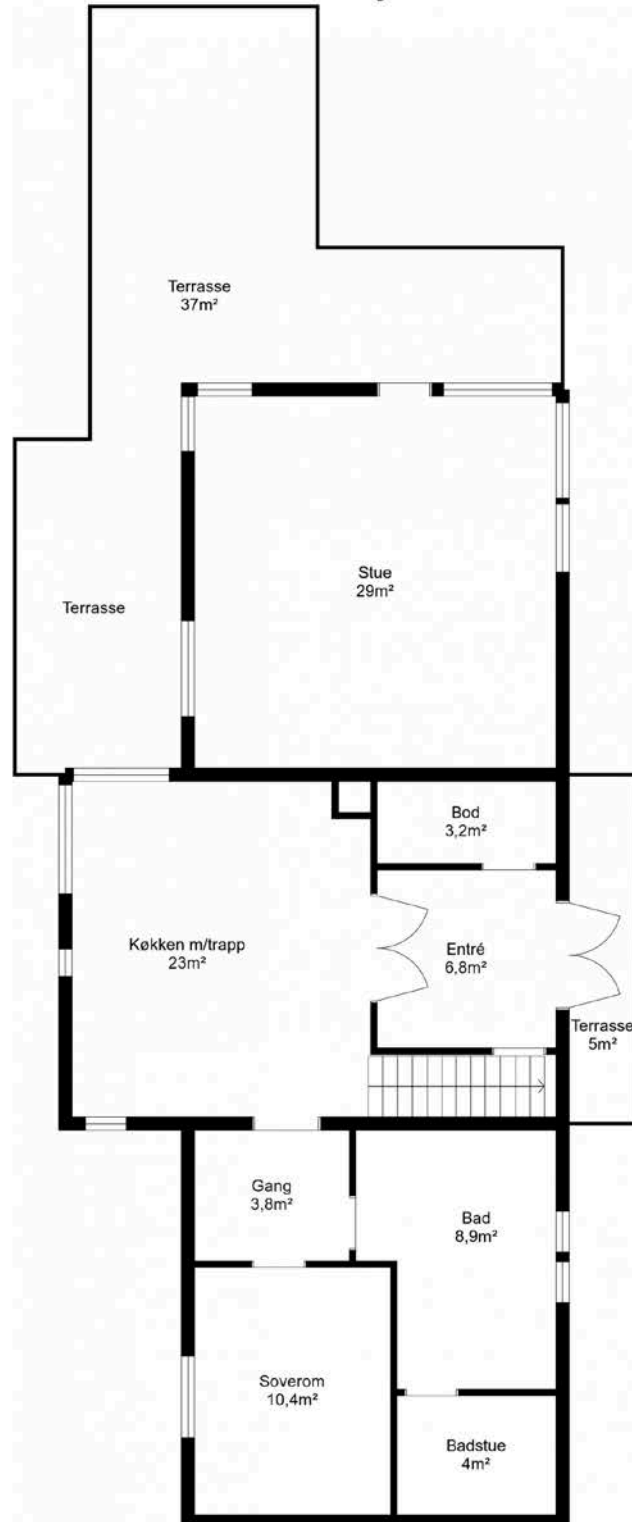 Terrasse
37m²
Stue
29m²
Terrasse
Bod
3,2m²
Køkken m/trapp
23m²
Entré
6,8m²
Terrasse
5m²
Gang
3,8m²
Bad
8,9m²
Soverom
10,4m²
Badstue
4m²